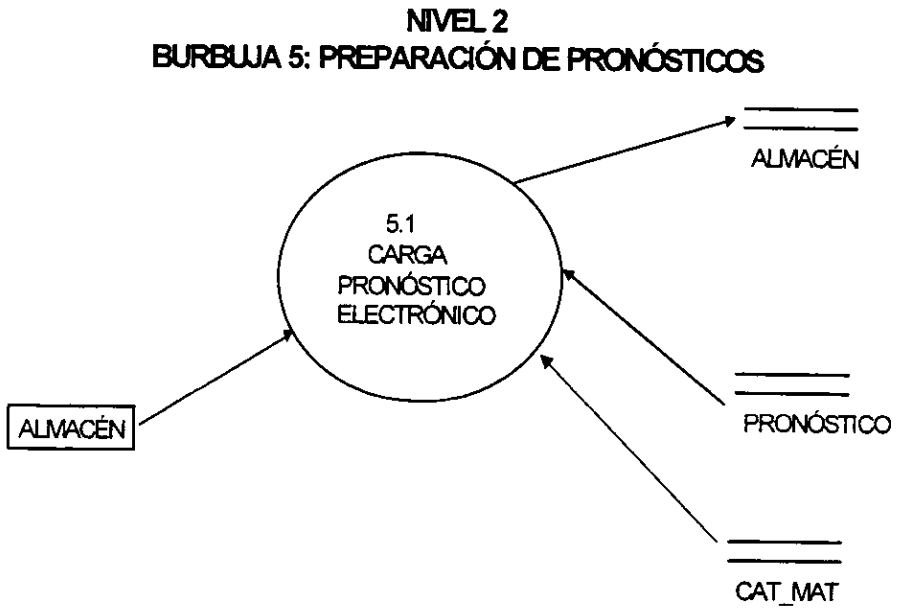 NIVEL 2
BURBUJA 5: PREPARACIÓN DE PRONÓSTICOS
ALMACÉN
5.1
CARGA
PRONÓSTICO
ELECTRÓNICO
ALMACÉN
PRONÓSTICO
CAT_MAT